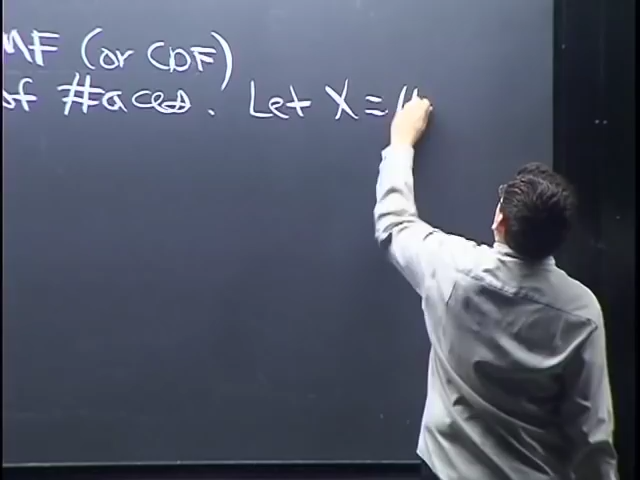 MF (or CDF)
of #aces. Let X =